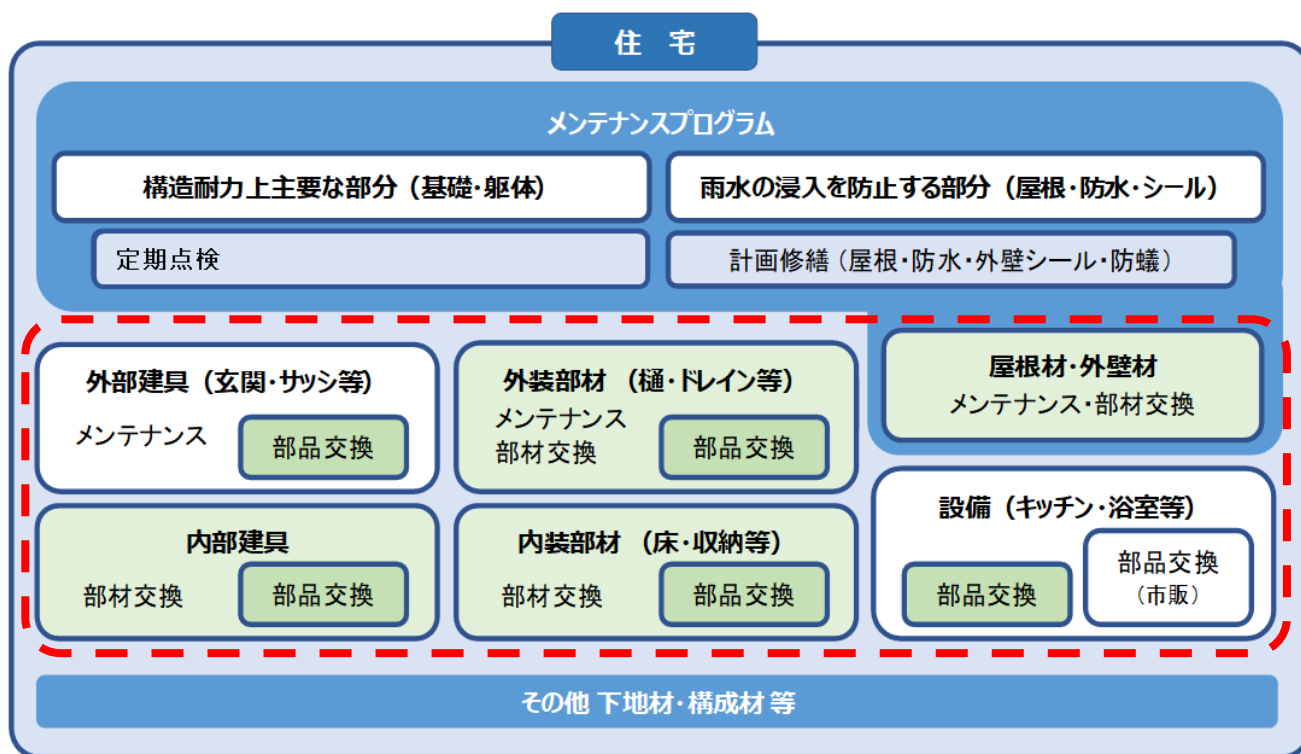 住 宅
メンテナンスプログラム
構造耐力上主要な部分（基礎・躯体）
雨水の浸入を防止する部分（屋根・防水・シール）
定期点検
計画修繕（屋根・防水・外壁シール・防蟻）
外部建具（玄関・サッシ等）
メンテナンス
部品交換
外装部材 （樋・ドレイン等）
メンテナンス
部材交換
部品交換
屋根材・外壁材
メンテナンス・部材交換
内部建具
部材交換
部品交換
内装部材 （床・収納等）
部材交換
部品交換
設備（キッチン・浴室等）
部品交換
部品交換
（市販）
その他 下地材・構成材 等